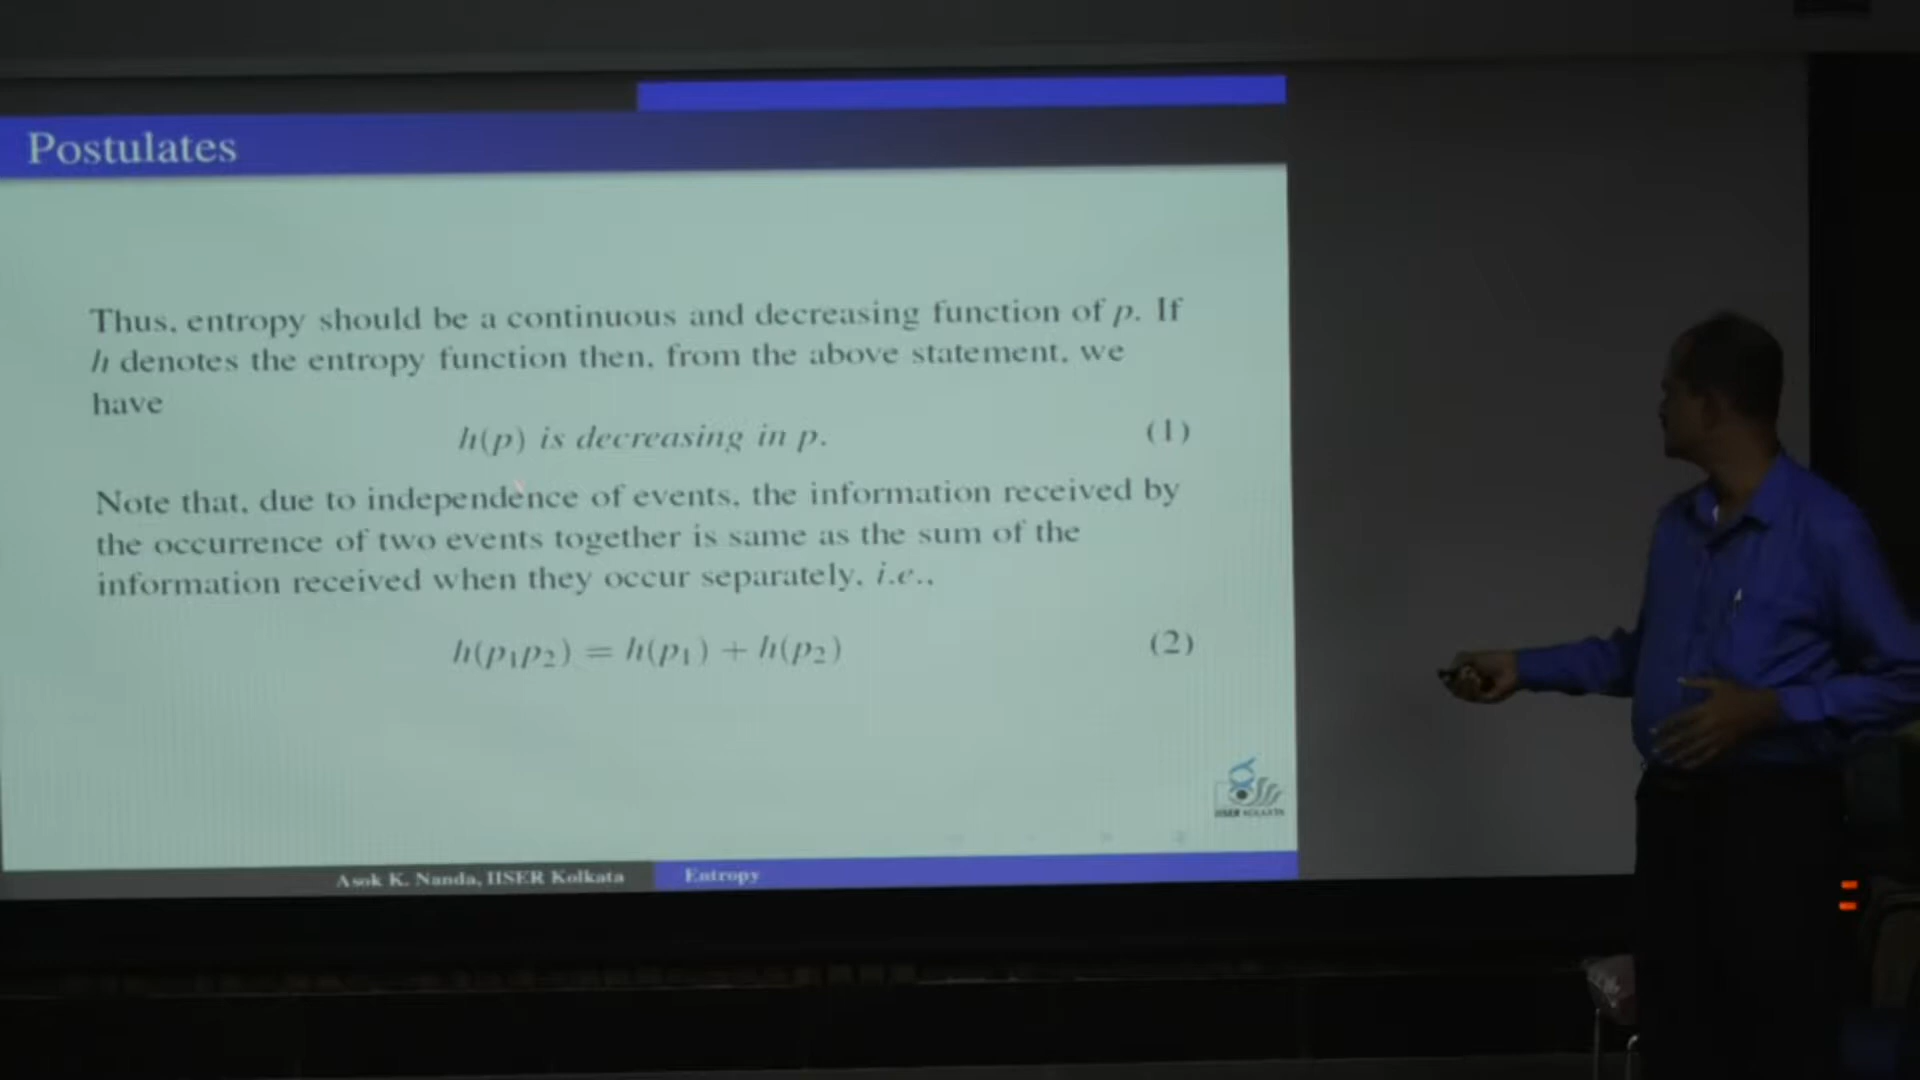 Postulates
Thus, entropy should be a continuous and decreasing function of p. If
h denotes the entropy function then, from the above statement, we
have
h(p) is decreasing in p. (1)
Note that, due to independence of events, the information received by
the occurrence of two events together is same as the sum of the
information received when they occur separately, i.e.,
h(p₁p₂) = h(p₁) + h(p₂) (2)
IISER KOLKATA
Asok K. Nanda, IISER Kolkata Entropy